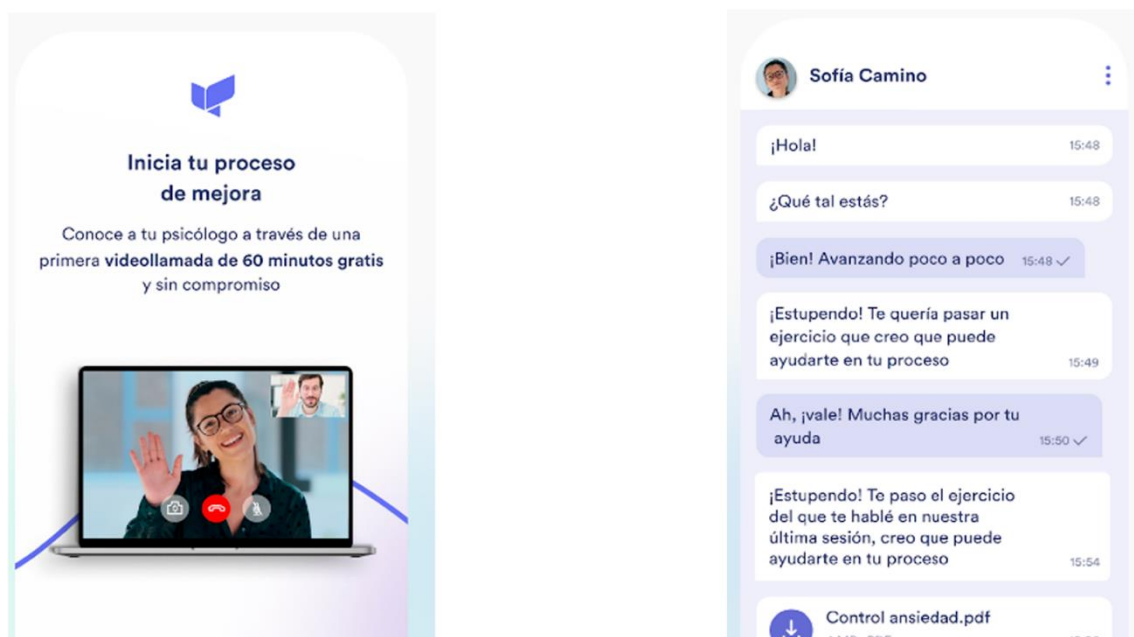 Inicia tu proceso
de mejora
Conoce a tu psicólogo a través de una
primera videollamada de 60 minutos gratis
y sin compromiso
Sofía Camino
¡Hola! 15:48
¿Qué tal estás? 15:48
¡Bien! Avanzando poco a poco 15:48
¡Estupendo! Te quería pasar un
ejercicio que creo que puede
ayudarte en tu proceso 15:49
Ah, ¡vale! Muchas gracias por tu
ayuda 15:50
¡Estupendo! Te paso el ejercicio
del que te hablé en nuestra
última sesión, creo que puede
ayudarte en tu proceso 15:54
Control ansiedad.pdf